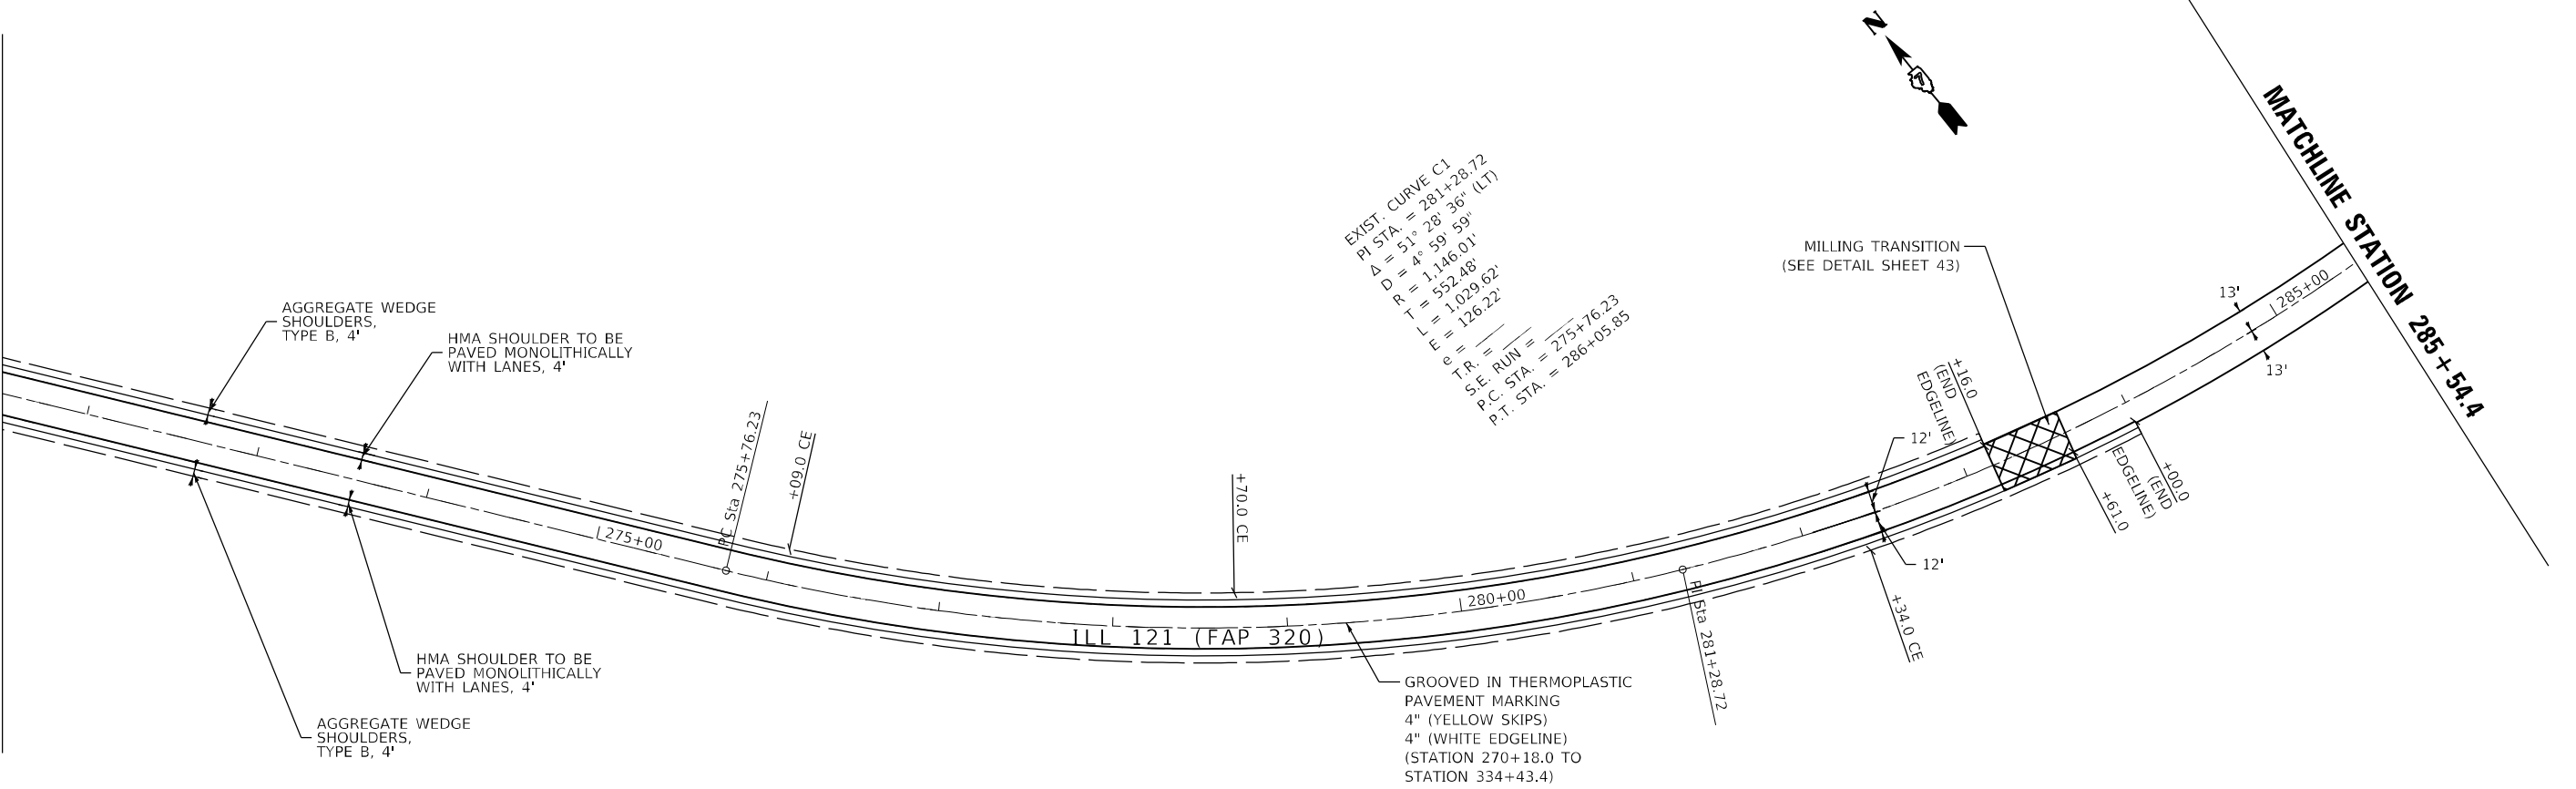 N
MATCHLINE STATION 285+54.4
EXIST. CURVE C1
PI STA. = 281+28.72
Δ = 51° 28' 36" (LT)
D = 4° 59' 59"
R = 1,146.01'
T = 552.48'
L = 1,029.62'
E = 126.22'
e = ____
T.R. = ____
S.E. RUN = ____
P.C. STA. = 275+76.23
P.T. STA. = 286+05.85
MILLING TRANSITION
(SEE DETAIL SHEET 43)
13'
285+00
13'
AGGREGATE WEDGE
SHOULDERS,
TYPE B, 4'
HMA SHOULDER TO BE
PAVED MONOLITHICALLY
WITH LANES, 4'
+16.0
(END
EDGELINE)
12'
PC Sta 275+76.23
+09.0 CE
+70.0 CE
+00.0
(END
EDGELINE)
+61.0
275+00
12'
280+00
PI Sta 281+28.72
+34.0 CE
ILL 121 (FAP 320)
HMA SHOULDER TO BE
PAVED MONOLITHICALLY
WITH LANES, 4'
AGGREGATE WEDGE
SHOULDERS,
TYPE B, 4'
GROOVED IN THERMOPLASTIC
PAVEMENT MARKING
4" (YELLOW SKIPS)
4" (WHITE EDGELINE)
(STATION 270+18.0 TO
STATION 334+43.4)